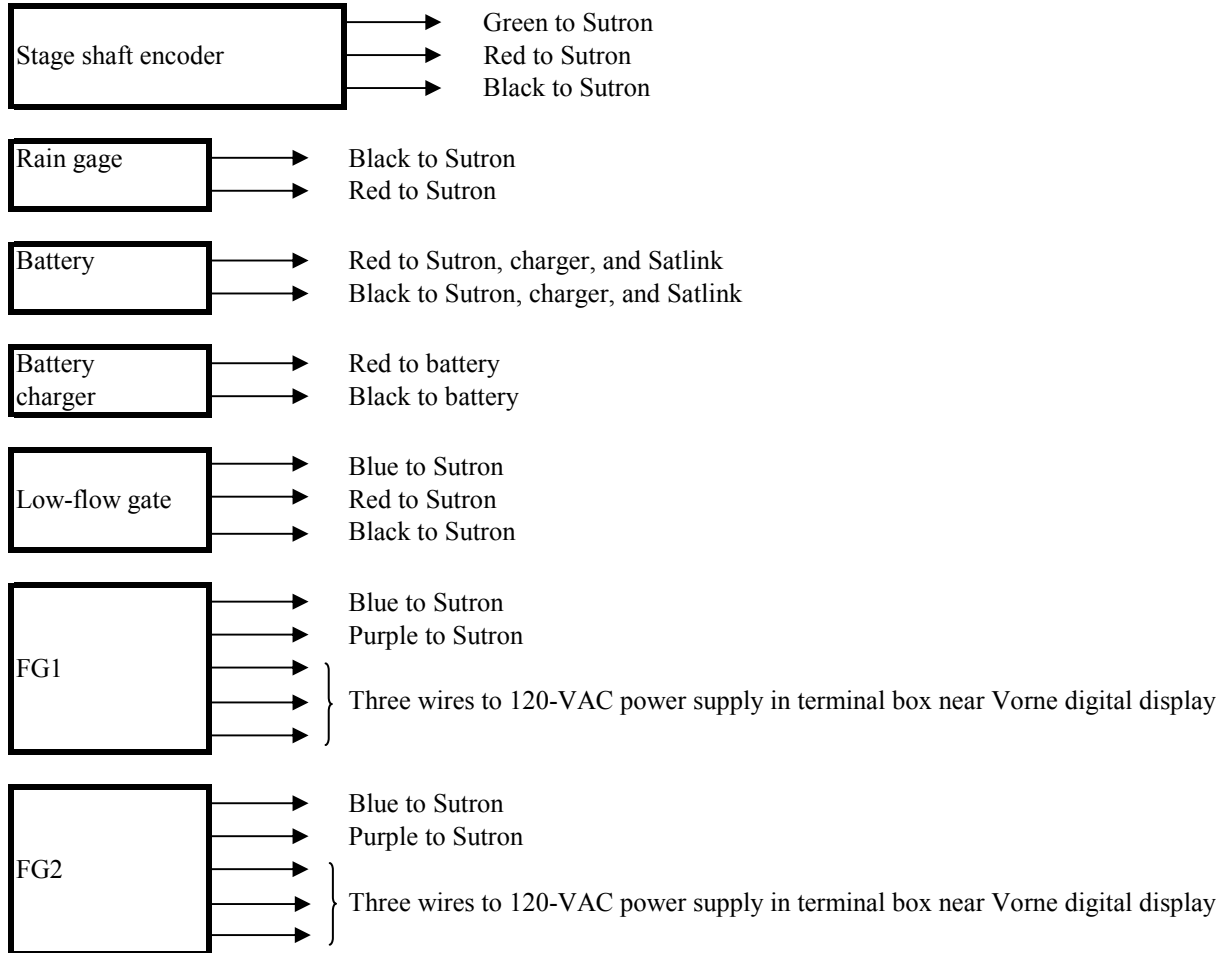 Stage shaft encoder
Green to Sutron
Red to Sutron
Black to Sutron
Rain gage
Black to Sutron
Red to Sutron
Battery
Red to Sutron, charger, and Satlink
Black to Sutron, charger, and Satlink
Battery
charger
Red to battery
Black to battery
Low-flow gate
Blue to Sutron
Red to Sutron
Black to Sutron
FG1
Blue to Sutron
Purple to Sutron
Three wires to 120-VAC power supply in terminal box near Vorne digital display
FG2
Blue to Sutron
Purple to Sutron
Three wires to 120-VAC power supply in terminal box near Vorne digital display